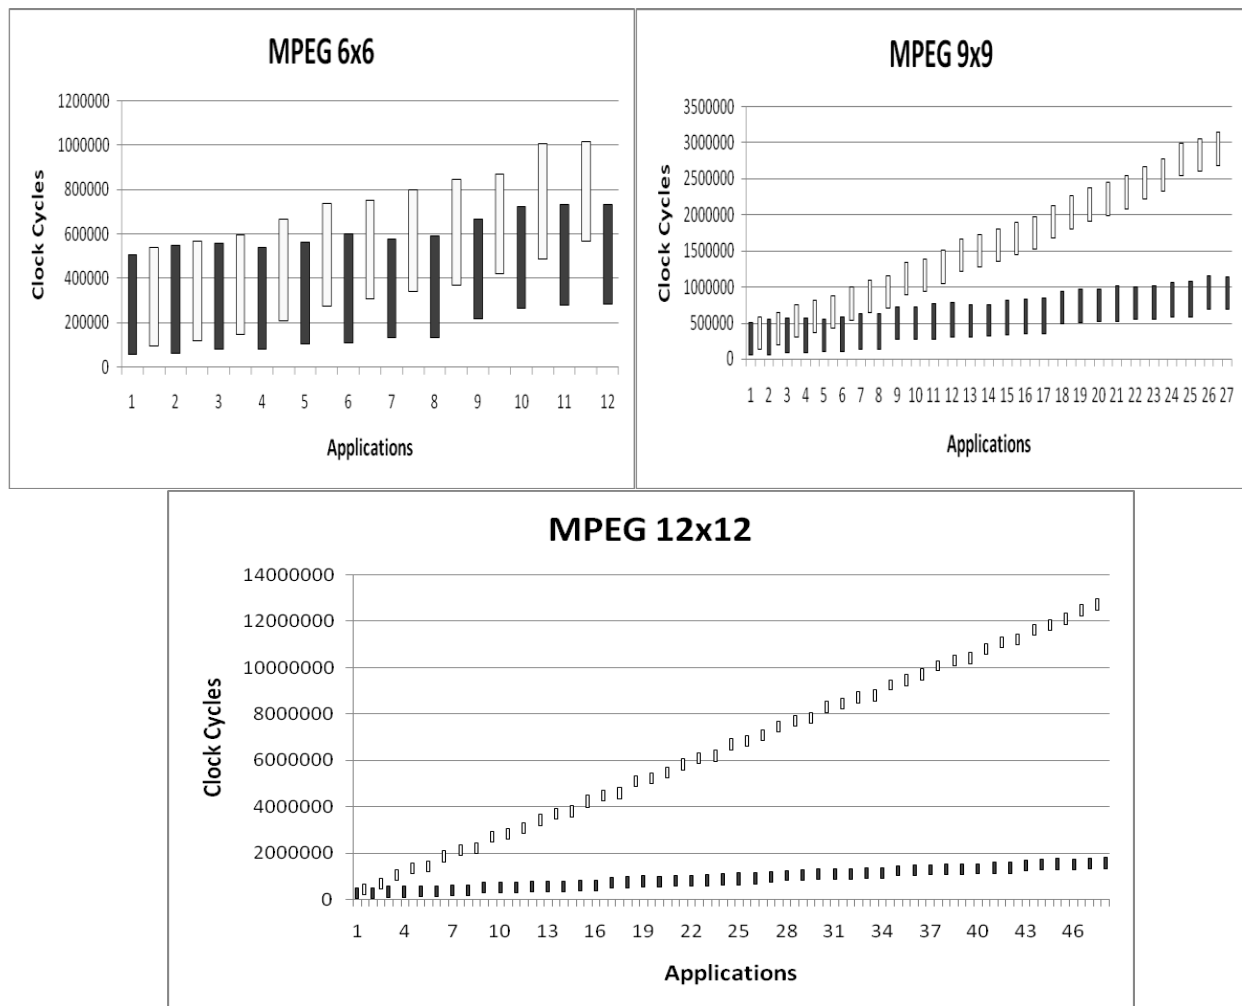 MPEG 6x6
1200000
1000000
800000
600000
400000
200000
0
Clock Cycles
1 2 3 4 5 6 7 8 9 10 11 12
Applications
MPEG 9x9
3500000
3000000
2500000
2000000
1500000
1000000
500000
0
Clock Cycles
1 2 3 4 5 6 7 8 9 10 11 12 13 14 15 16 17 18 19 20 21 22 23 24 25 26 27
Applications
MPEG 12x12
14000000
12000000
10000000
8000000
6000000
4000000
2000000
0
Clock Cycles
1 4 7 10 13 16 19 22 25 28 31 34 37 40 43 46
Applications